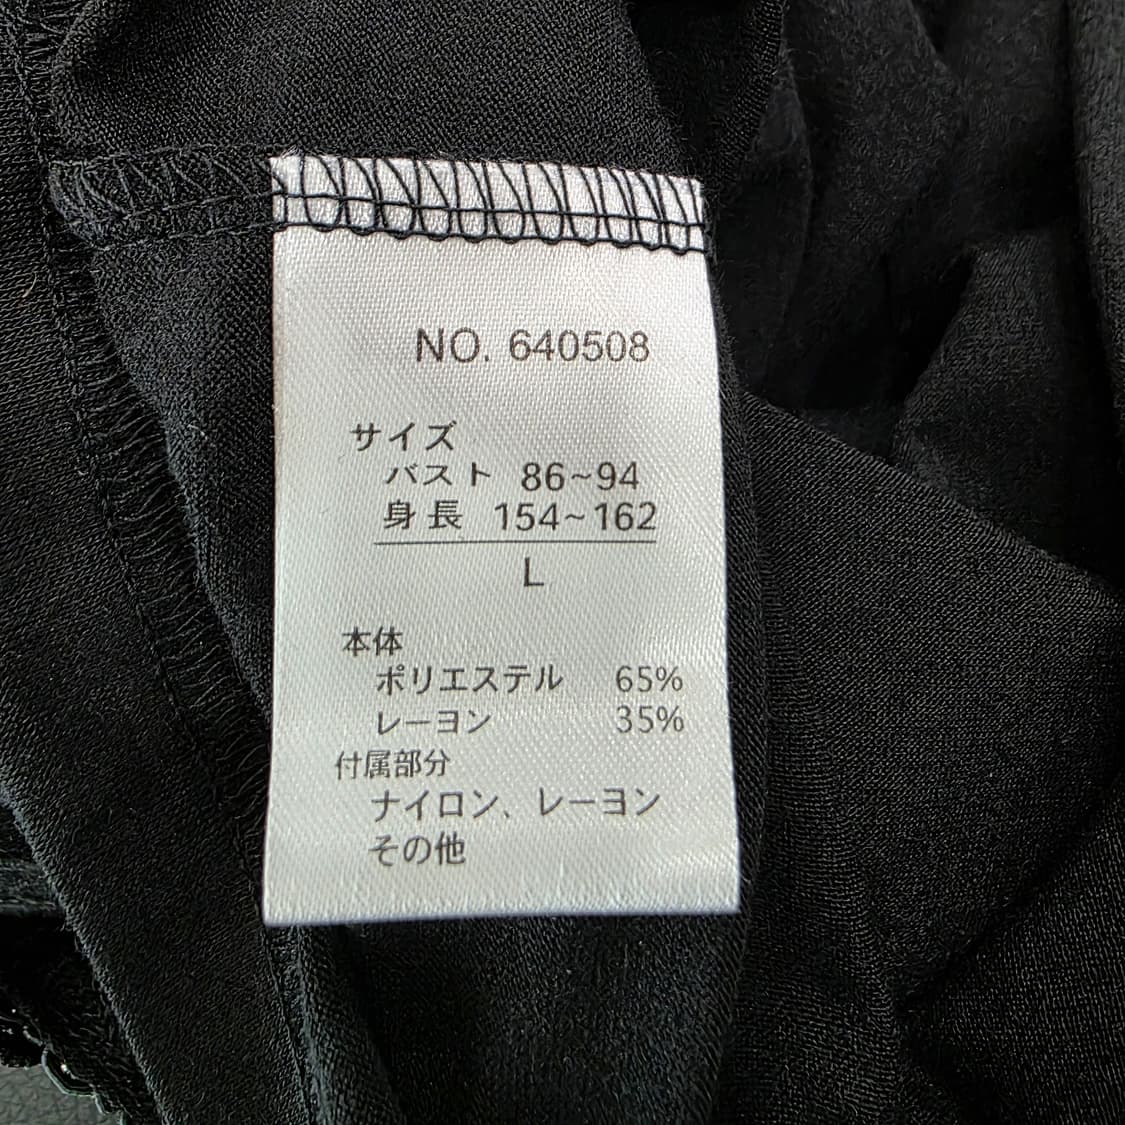 NO. 640508
サイズ
バスト 86~94
身長 154~162
L
本体
ポリエステル 65%
レーヨン 35%
付属部分
ナイロン、レーヨン
その他